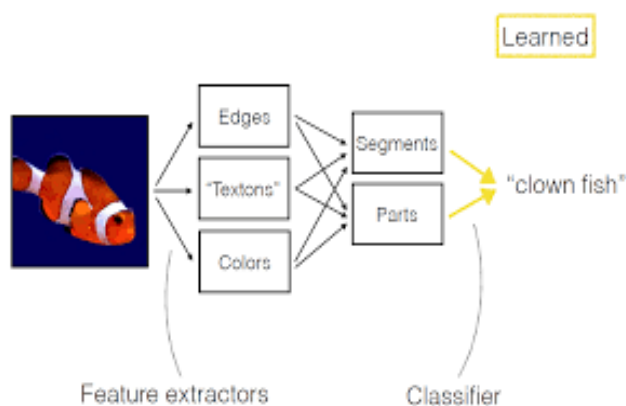 Learned
Edges
Segments
"Textons"
"clown fish"
Parts
Colors
Feature extractors
Classifier